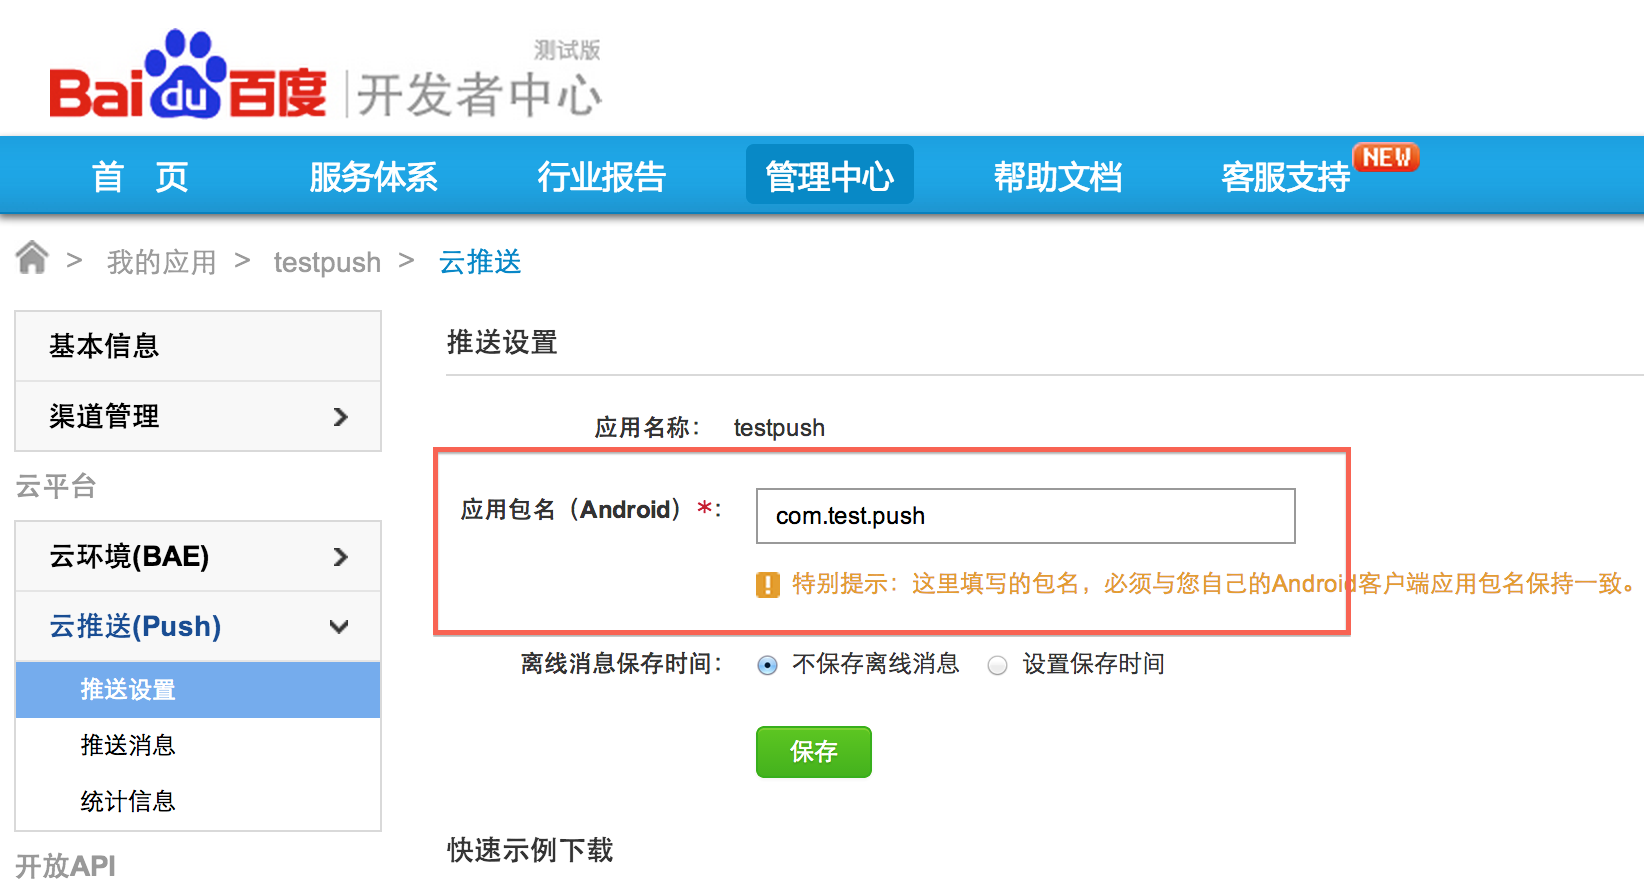 测试版
Baidu百度 开发者中心
首 页 服务体系 行业报告 管理中心 帮助文档 客服支持 NEW
> 我的应用 > testpush > 云推送
基本信息
渠道管理
云平台
云环境(BAE)
云推送(Push)
推送设置
推送消息
统计信息
开放API
推送设置
应用名称： testpush
应用包名（Android）*： com.test.push
特别提示：这里填写的包名，必须与您自己的Android客户端应用包名保持一致。
离线消息保存时间： 不保存离线消息 设置保存时间
保存
快速示例下载